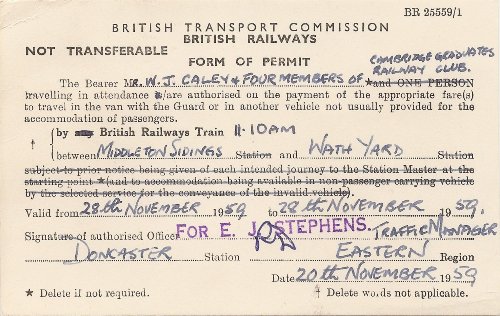 BR 25559/1
BRITISH TRANSPORT COMMISSION
BRITISH RAILWAYS
NOT TRANSFERABLE
FORM OF PERMIT
CAMBRIDGE GRADUATES
RAILWAY CLUB.
The Bearer Mr. W. J. CALEY & FOUR MEMBERS OF * and ONE PERSON
travelling in attendance is/are authorised on the payment of the appropriate fare(s)
to travel in the van with the Guard or in another vehicle not usually provided for the
accommodation of passengers.
† by any British Railways Train 11.10AM
between MIDDLETON SIDINGS Station and WATH YARD Station
subject to prior notice being given of each intended journey to the Station Master at the
starting point *(and to accommodation being available in non-passenger carrying vehicle
by the selected service for the conveyance of the invalid vehicle).
Valid from 28th NOVEMBER 1959 to 28th NOVEMBER 1959.
Signature of authorised Officer FOR E. J. STEPHENS. TRAFFIC MANAGER
DONCASTER Station EASTERN Region
Date 20th NOVEMBER 1959
* Delete if not required. † Delete words not applicable.